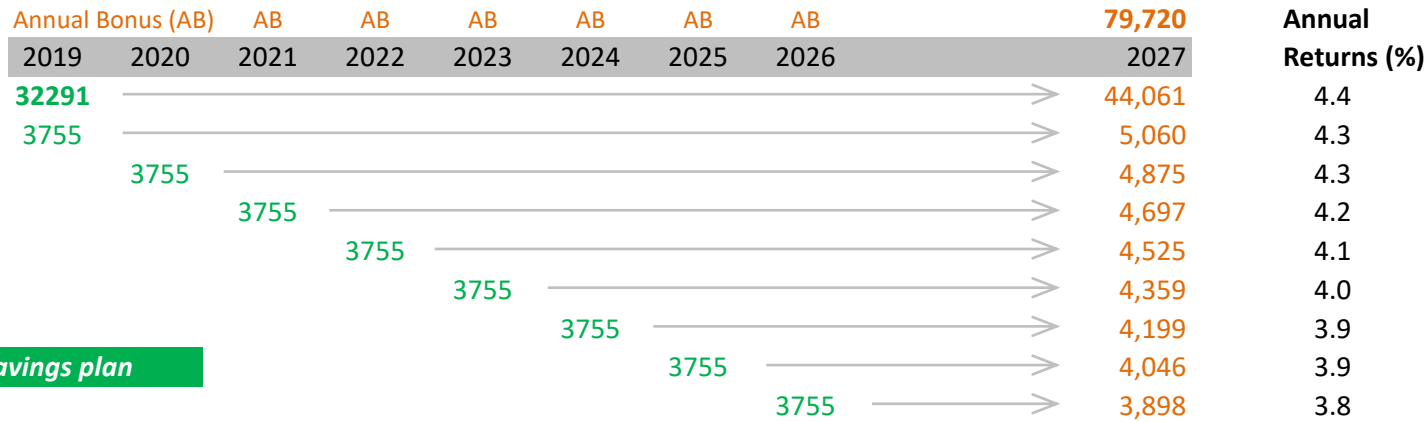 Annual Bonus (AB) AB AB AB AB AB AB 79,720 Annual
2019 2020 2021 2022 2023 2024 2025 2026 2027 Returns (%)
32291 44,061 4.4
3755 5,060 4.3
3755 4,875 4.3
3755 4,697 4.2
3755 4,525 4.1
3755 4,359 4.0
3755 4,199 3.9
avings plan 3755 4,046 3.9
3755 3,898 3.8